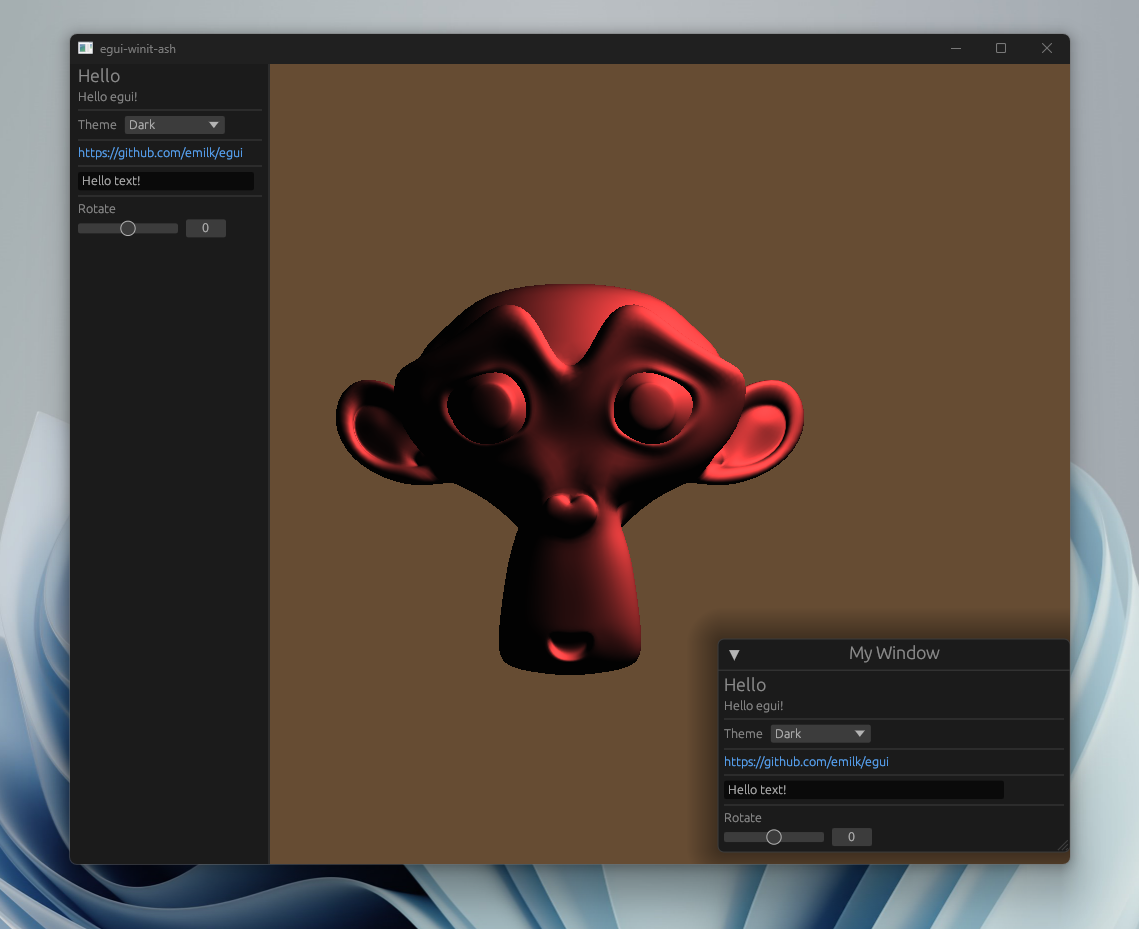 egui-winit-ash
Hello
Hello egui!
Theme Dark
https://github.com/emilk/egui
Hello text!
Rotate
0
My Window
Hello
Hello egui!
Theme Dark
https://github.com/emilk/egui
Hello text!
Rotate
0